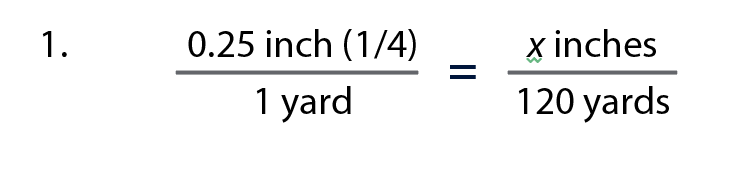 1. 0.25 inch (1/4) = x inches
1 yard 120 yards